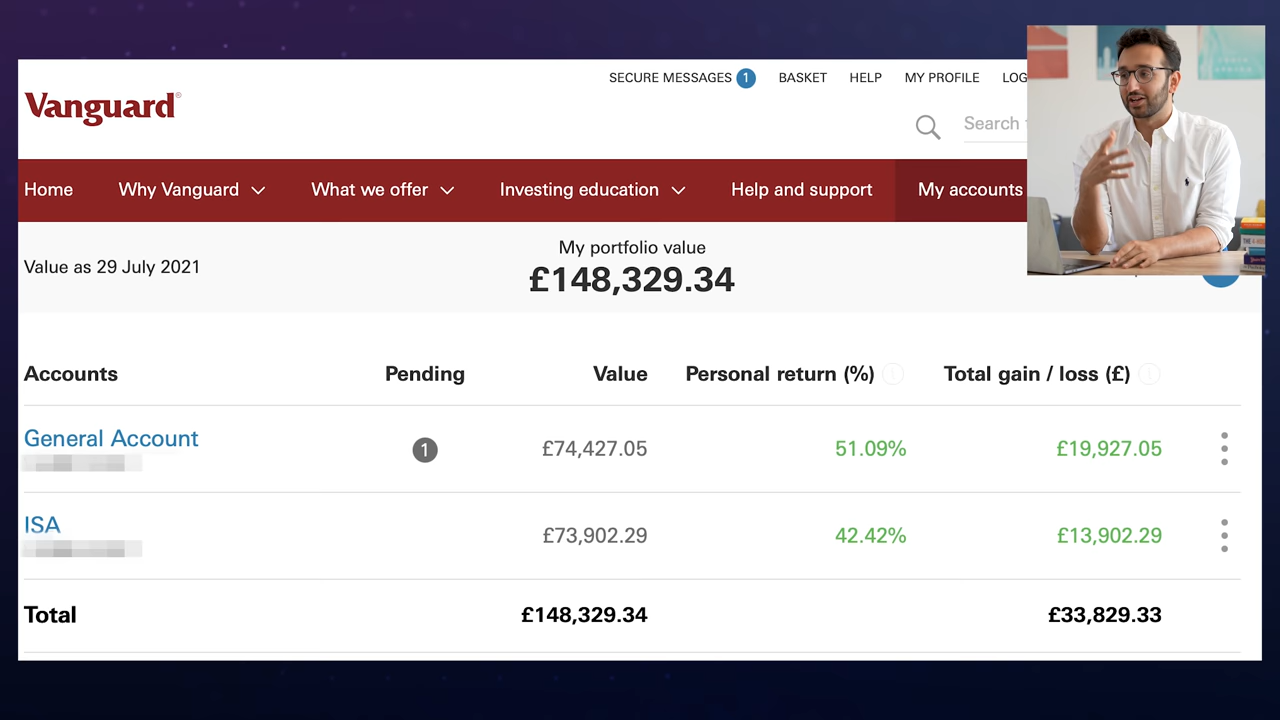 SECURE MESSAGES 1 BASKET HELP MY PROFILE LOG
Vanguard®
Search
Home Why Vanguard What we offer Investing education Help and support My accounts
My portfolio value
Value as 29 July 2021
£148,329.34
Accounts Pending Value Personal return (%) Total gain / loss (£)
General Account 1 £74,427.05 51.09% £19,927.05
ISA £73,902.29 42.42% £13,902.29
Total £148,329.34 £33,829.33